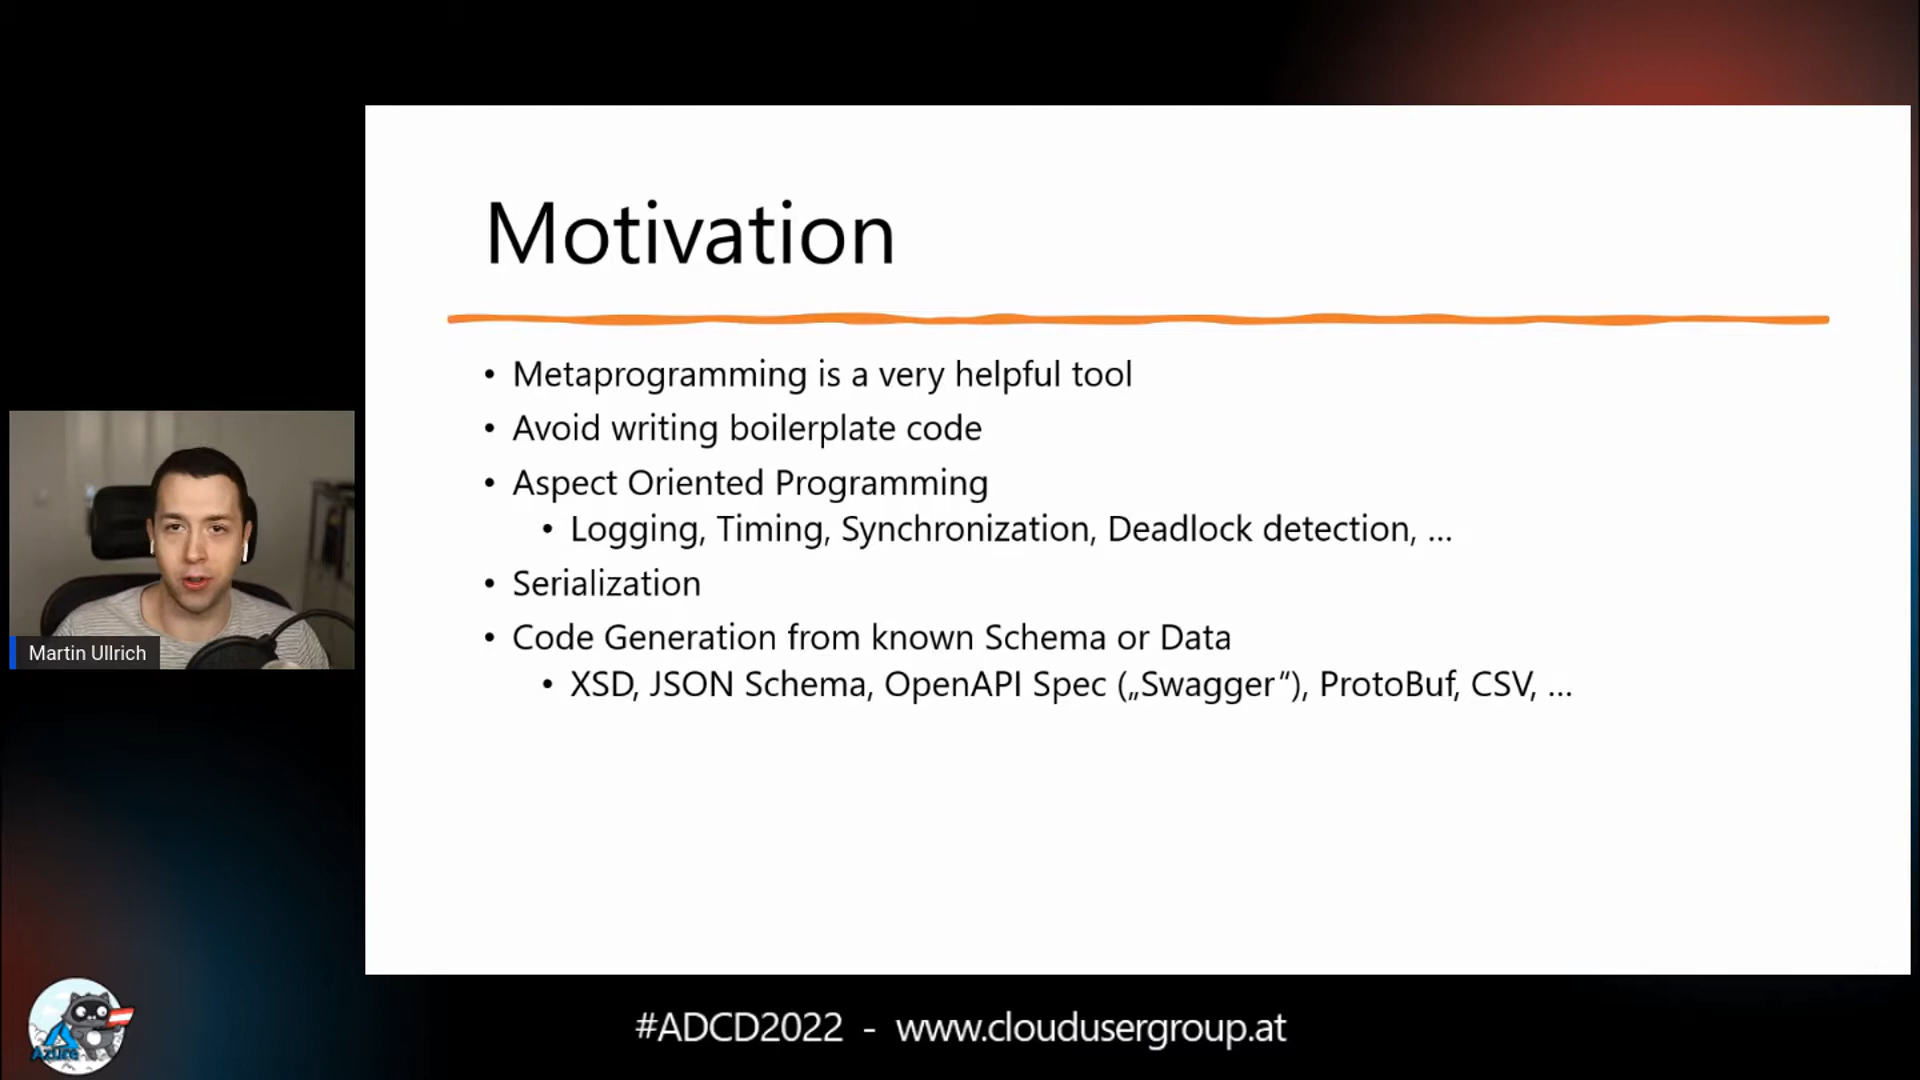 Motivation
• Metaprogramming is a very helpful tool
• Avoid writing boilerplate code
• Aspect Oriented Programming
• Logging, Timing, Synchronization, Deadlock detection, ...
• Serialization
• Code Generation from known Schema or Data
• XSD, JSON Schema, OpenAPI Spec („Swagger“), ProtoBuf, CSV, ...
Martin Ullrich
Azure
#ADCD2022 - www.cloudusergroup.at